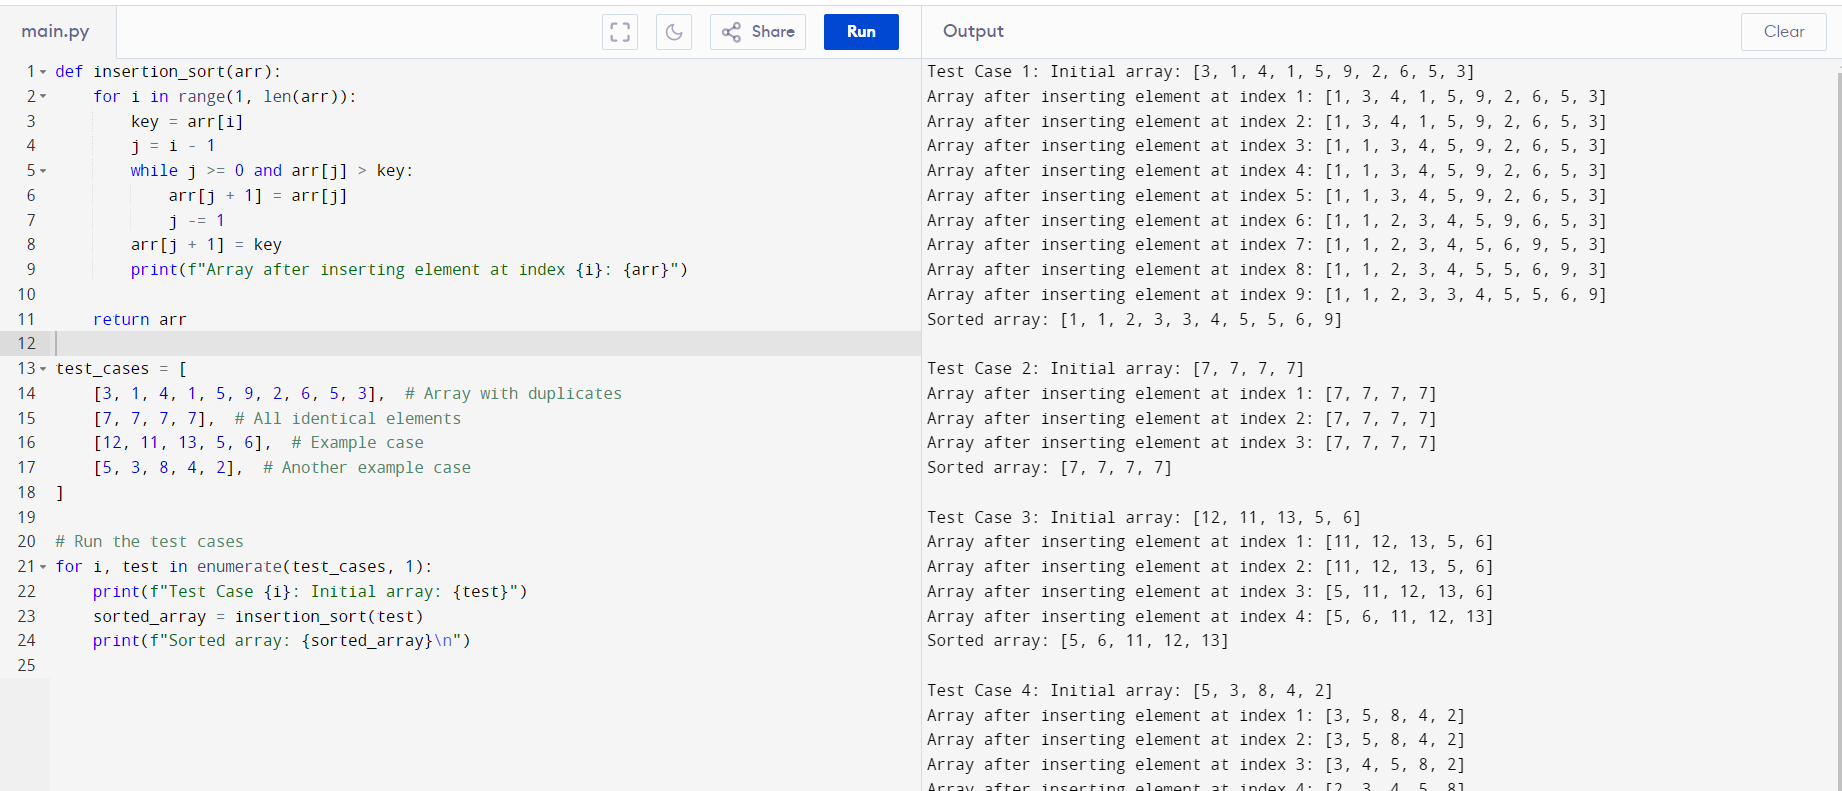 main.py
Share
Run
Output
Clear
1 def insertion_sort(arr):
2     for i in range(1, len(arr)):
3         key = arr[i]
4         j = i - 1
5         while j >= 0 and arr[j] > key:
6             arr[j + 1] = arr[j]
7             j -= 1
8         arr[j + 1] = key
9         print(f"Array after inserting element at index {i}: {arr}")
10
11     return arr
12
13 test_cases = [
14     [3, 1, 4, 1, 5, 9, 2, 6, 5, 3],  # Array with duplicates
15     [7, 7, 7, 7],  # All identical elements
16     [12, 11, 13, 5, 6],  # Example case
17     [5, 3, 8, 4, 2],  # Another example case
18 ]
19
20 # Run the test cases
21 for i, test in enumerate(test_cases, 1):
22     print(f"Test Case {i}: Initial array: {test}")
23     sorted_array = insertion_sort(test)
24     print(f"Sorted array: {sorted_array}\n")
25
Test Case 1: Initial array: [3, 1, 4, 1, 5, 9, 2, 6, 5, 3]
Array after inserting element at index 1: [1, 3, 4, 1, 5, 9, 2, 6, 5, 3]
Array after inserting element at index 2: [1, 3, 4, 1, 5, 9, 2, 6, 5, 3]
Array after inserting element at index 3: [1, 1, 3, 4, 5, 9, 2, 6, 5, 3]
Array after inserting element at index 4: [1, 1, 3, 4, 5, 9, 2, 6, 5, 3]
Array after inserting element at index 5: [1, 1, 3, 4, 5, 9, 2, 6, 5, 3]
Array after inserting element at index 6: [1, 1, 2, 3, 4, 5, 9, 6, 5, 3]
Array after inserting element at index 7: [1, 1, 2, 3, 4, 5, 6, 9, 5, 3]
Array after inserting element at index 8: [1, 1, 2, 3, 4, 5, 5, 6, 9, 3]
Array after inserting element at index 9: [1, 1, 2, 3, 3, 4, 5, 5, 6, 9]
Sorted array: [1, 1, 2, 3, 3, 4, 5, 5, 6, 9]
Test Case 2: Initial array: [7, 7, 7, 7]
Array after inserting element at index 1: [7, 7, 7, 7]
Array after inserting element at index 2: [7, 7, 7, 7]
Array after inserting element at index 3: [7, 7, 7, 7]
Sorted array: [7, 7, 7, 7]
Test Case 3: Initial array: [12, 11, 13, 5, 6]
Array after inserting element at index 1: [11, 12, 13, 5, 6]
Array after inserting element at index 2: [11, 12, 13, 5, 6]
Array after inserting element at index 3: [5, 11, 12, 13, 6]
Array after inserting element at index 4: [5, 6, 11, 12, 13]
Sorted array: [5, 6, 11, 12, 13]
Test Case 4: Initial array: [5, 3, 8, 4, 2]
Array after inserting element at index 1: [3, 5, 8, 4, 2]
Array after inserting element at index 2: [3, 5, 8, 4, 2]
Array after inserting element at index 3: [3, 4, 5, 8, 2]
Array after inserting element at index 4: [2, 3, 4, 5, 8]